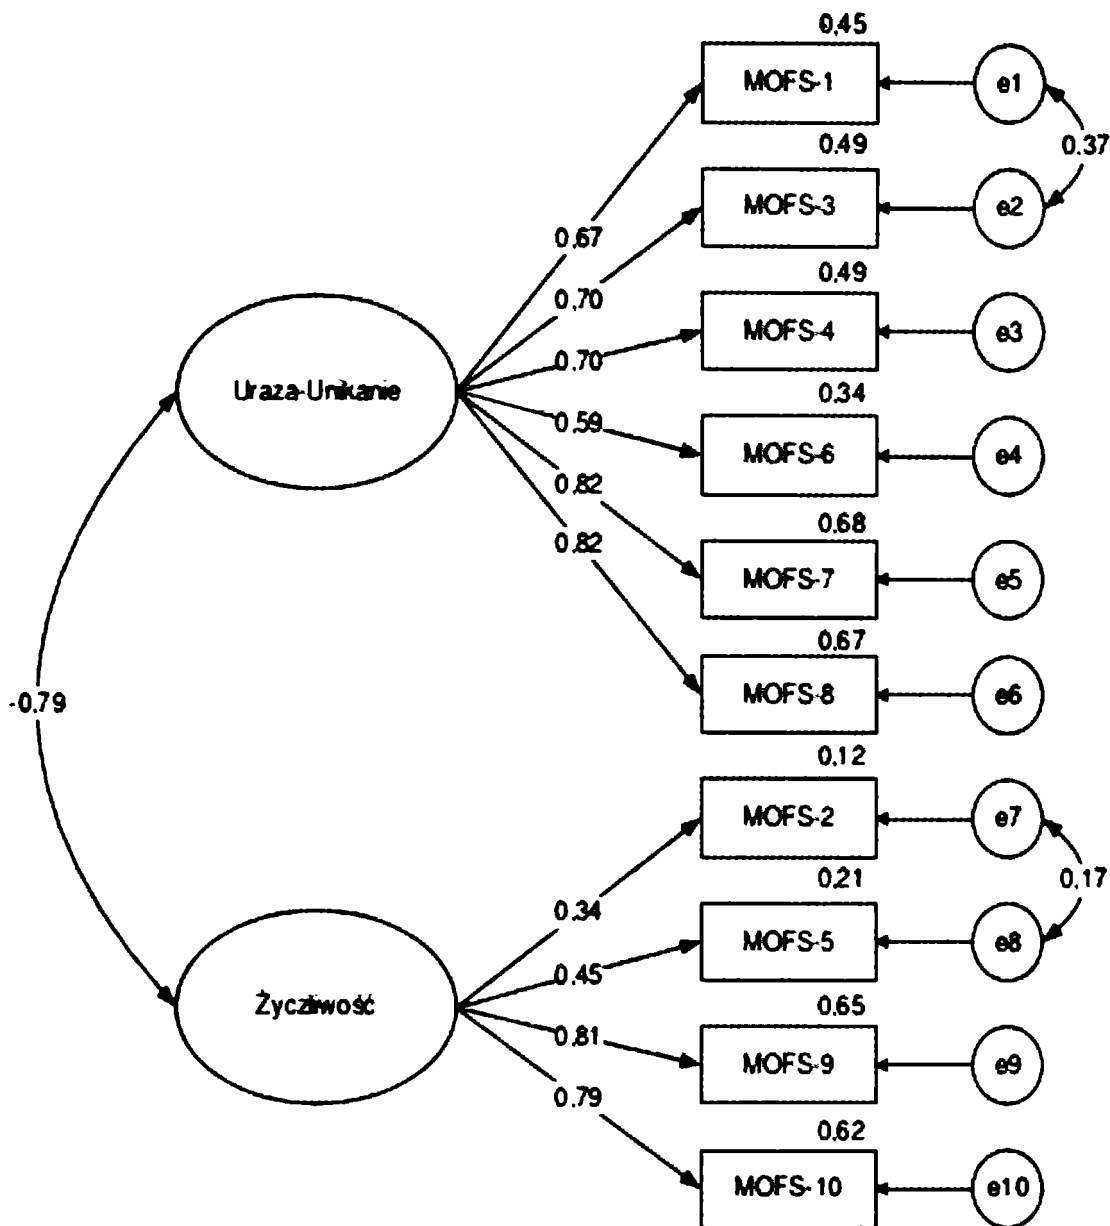 0,45
MOFS-1
e1
0,37
0,49
MOFS-3
e2
0,67
0,49
0,70
MOFS-4
e3
0,70
Uraza-Unikanie
0,34
0,59
MOFS-6
e4
0,82
0,68
0,82
MOFS-7
e5
0,67
-0,79
MOFS-8
e6
0,12
MOFS-2
e7
0,21
0,17
0,34
MOFS-5
e8
0,45
Życzliwość
0,65
0,81
MOFS-9
e9
0,79
0,62
MOFS-10
e10